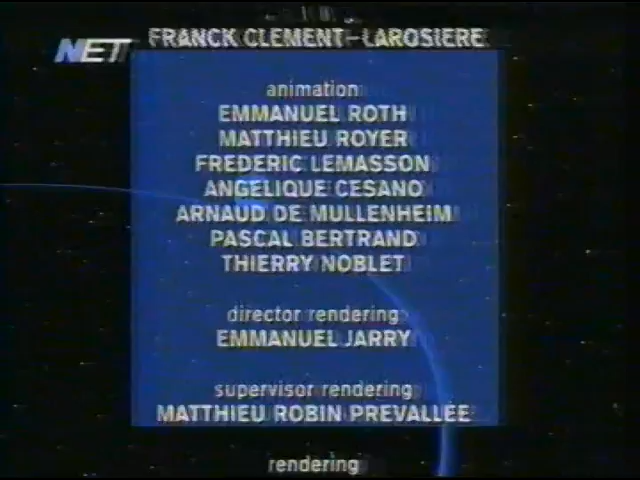 NET
FRANCK CLEMENT-LAROSIERE
animation
EMMANUEL ROTH
MATTHIEU ROYER
FREDERIC LEMASSON
ANGELIQUE CESANO
ARNAUD DE MULLENHEIM
PASCAL BERTRAND
THIERRY NOBLET
director rendering
EMMANUEL JARRY
supervisor rendering
MATTHIEU ROBIN PREVALLEE
rendering